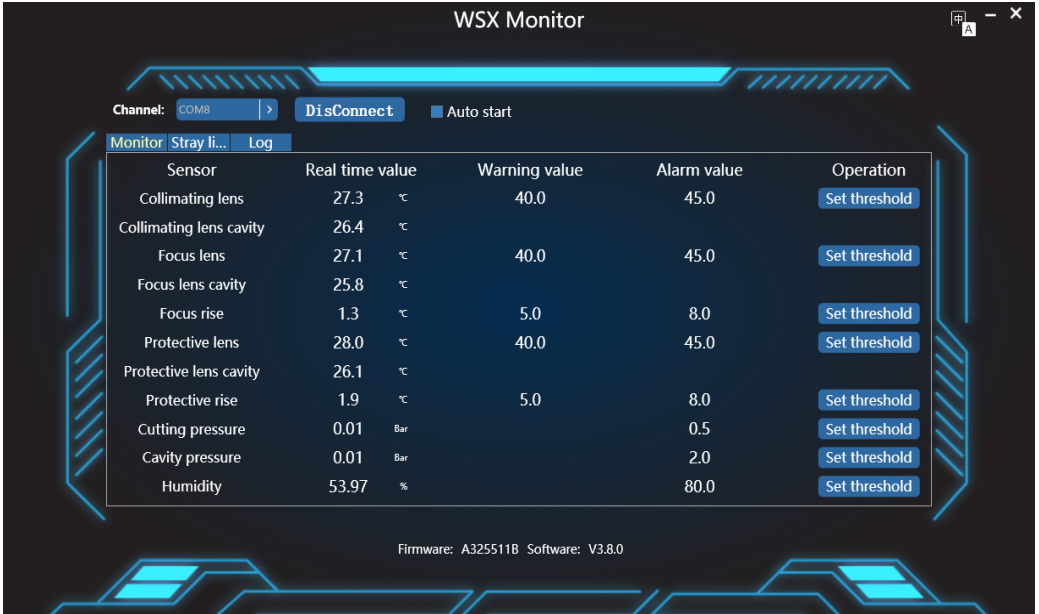 WSX Monitor
中 A
Channel: COM8 > DisConnect Auto start
Monitor Stray li... Log
Sensor Real time value Warning value Alarm value Operation
Collimating lens 27.3 ℃ 40.0 45.0 Set threshold
Collimating lens cavity 26.4 ℃
Focus lens 27.1 ℃ 40.0 45.0 Set threshold
Focus lens cavity 25.8 ℃
Focus rise 1.3 ℃ 5.0 8.0 Set threshold
Protective lens 28.0 ℃ 40.0 45.0 Set threshold
Protective lens cavity 26.1 ℃
Protective rise 1.9 ℃ 5.0 8.0 Set threshold
Cutting pressure 0.01 Bar 0.5 Set threshold
Cavity pressure 0.01 Bar 2.0 Set threshold
Humidity 53.97 % 80.0 Set threshold
Firmware: A325511B Software: V3.8.0